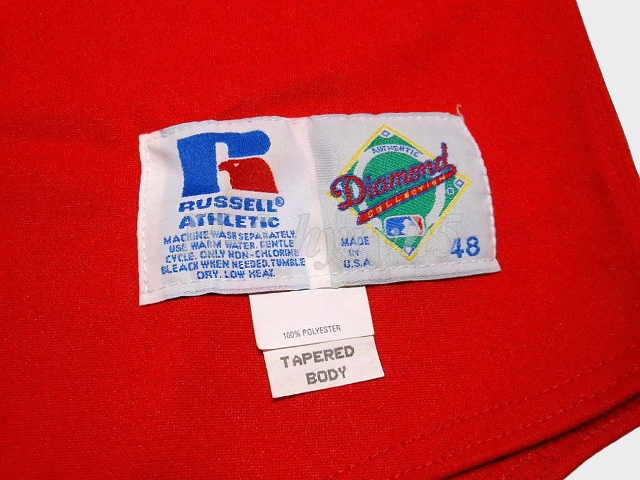 RUSSELL®
ATHLETIC
MACHINE WASH SEPARATELY.
USE WARM WATER, GENTLE
CYCLE. ONLY NON-CHLORINE
BLEACH WHEN NEEDED. TUMBLE
DRY. LOW HEAT.
AUTHENTIC
Diamond
COLLECTION
MADE
IN
U.S.A.
48
100% POLYESTER
TAPERED
BODY